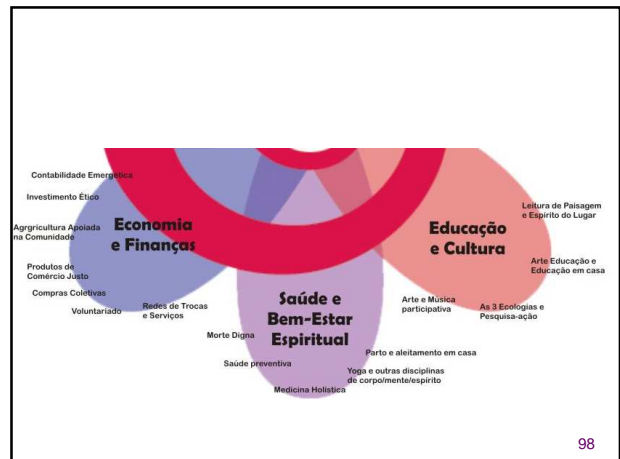 Contabilidade Emergética
Investimento Ético
Agrgricultura Apoiada
na Comunidade
Produtos de
Comércio Justo
Compras Coletivas
Voluntariado
Redes de Trocas
e Serviços
Economia
e Finanças
Saúde e
Bem-Estar
Espiritual
Morte Digna
Saúde preventiva
Medicina Holística
Yoga e outras disciplinas
de corpo/mente/espírito
Parto e aleitamento em casa
Educação
e Cultura
Arte e Música
participativa
As 3 Ecologias e
Pesquisa-ação
Arte Educação e
Educação em casa
Leitura de Paisagem
e Espírito do Lugar
98